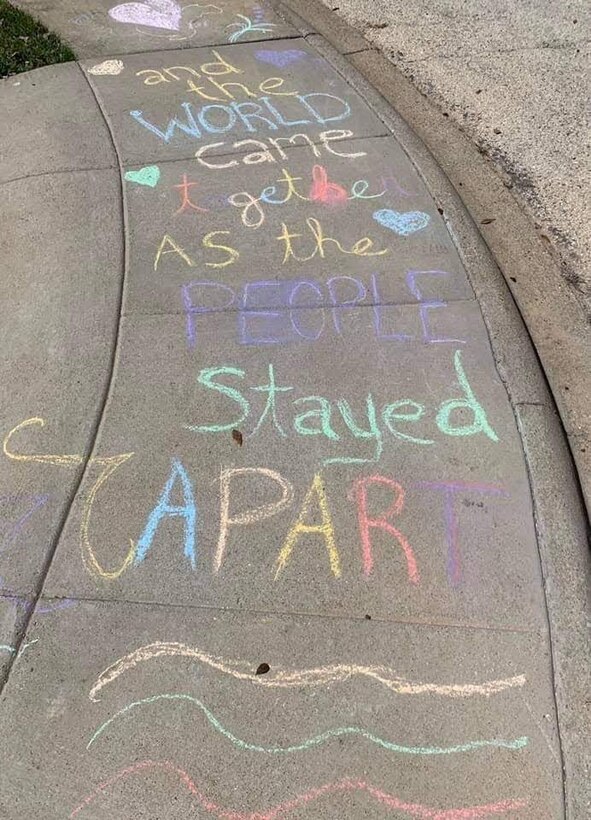 and
the
WORLD
came
together
AS the
PEOPLE
Stayed
APART